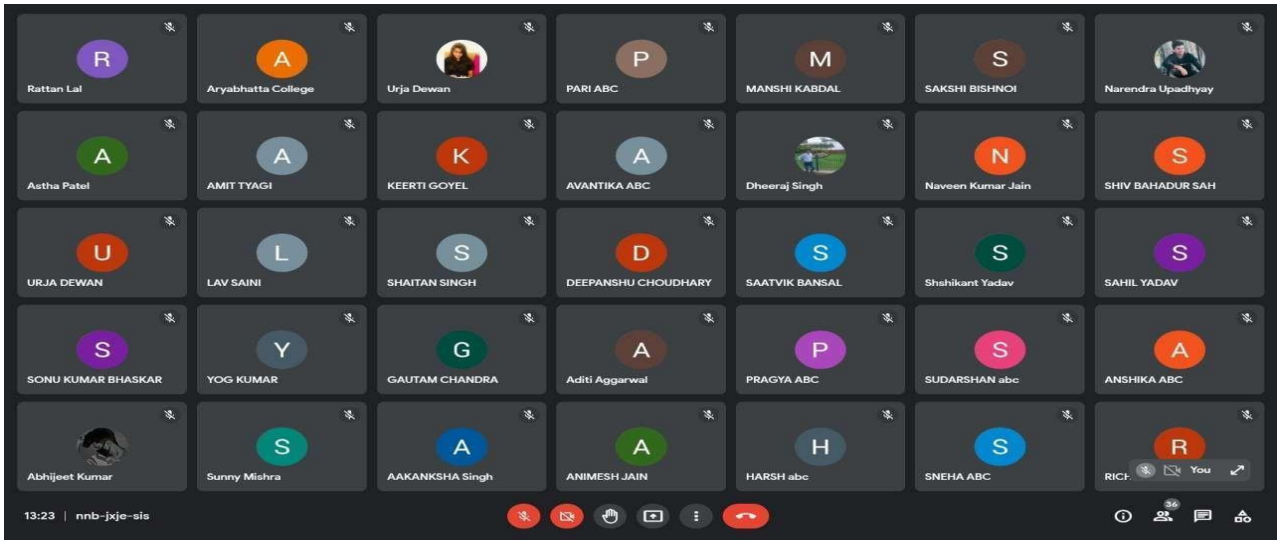 R A P M S
Rattan Lal Aryabhatta College Urja Dewan PARI ABC MANSHI KABDAL SAKSHI BISHNOI Narendra Upadhyay
A A K A N S
Astha Patel AMIT TYAGI KEERTI GOYEL AVANTIKA ABC Dheeraj Singh Naveen Kumar Jain SHIV BAHADUR SAH
U L S D S S S
URJA DEWAN LAV SAINI SHAITAN SINGH DEEPANSHU CHOUDHARY SAATVIK BANSAL Shshikant Yadav SAHIL YADAV
S Y G A P S A
SONU KUMAR BHASKAR YOG KUMAR GAUTAM CHANDRA Aditi Aggarwal PRAGYA ABC SUDARSHAN abc ANSHIKA ABC
S A A H S R
Abhijeet Kumar Sunny Mishra AAKANKSHA Singh ANIMESH JAIN HARSH abc SNEHA ABC RICH You
13:23 | nnb-jxje-sis 36